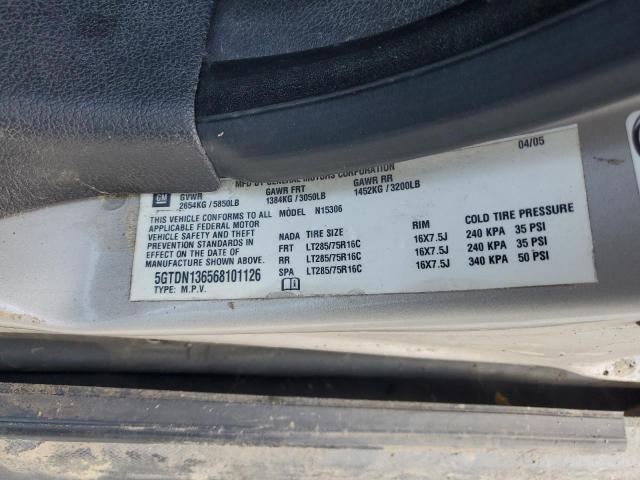 MFD BY GENERAL MOTORS CORPORATION 04/05
GM GVWR GAWR FRT GAWR RR
2654KG / 5850LB 1384KG / 3050LB 1452KG / 3200LB
THIS VEHICLE CONFORMS TO ALL MODEL N15306
APPLICABLE FEDERAL MOTOR
VEHICLE SAFETY AND THEFT NADA TIRE SIZE RIM COLD TIRE PRESSURE
PREVENTION STANDARDS IN FRT LT285/75R16C 16X7.5J 240 KPA 35 PSI
EFFECT ON THE DATE OF RR LT285/75R16C 16X7.5J 240 KPA 35 PSI
MANUFACTURE SHOWN ABOVE. SPA LT285/75R16C 16X7.5J 340 KPA 50 PSI
5GTDN136568101126
TYPE: M.P.V.